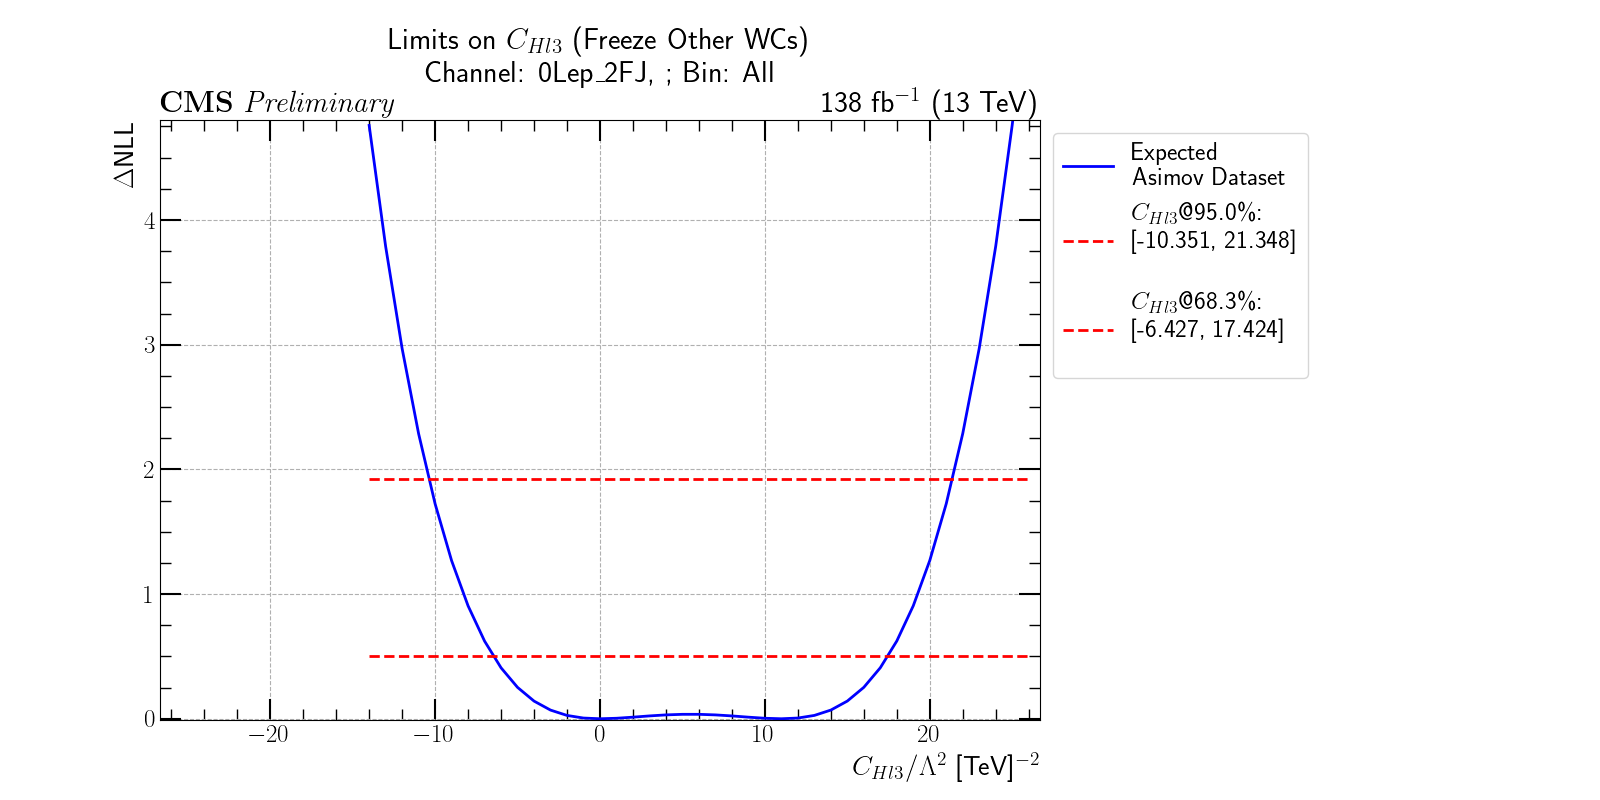 Limits on C_{Hl3} (Freeze Other WCs)
Channel: 0Lep_2FJ, ; Bin: All
CMS Preliminary
138 fb^{-1} (13 TeV)
ΔNLL
4
3
2
1
0
−20
−10
0
10
20
C_{Hl3}/Λ^2 [TeV]^{-2}
Expected
Asimov Dataset
C_{Hl3}@95.0%:
[-10.351, 21.348]
C_{Hl3}@68.3%:
[-6.427, 17.424]